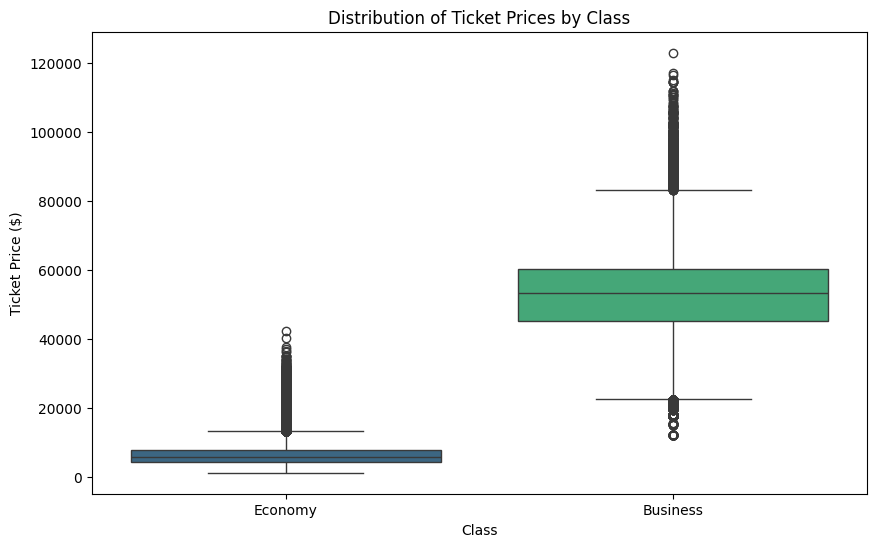 Distribution of Ticket Prices by Class
Ticket Price ($)
120000
100000
80000
60000
40000
20000
0
Economy
Business
Class